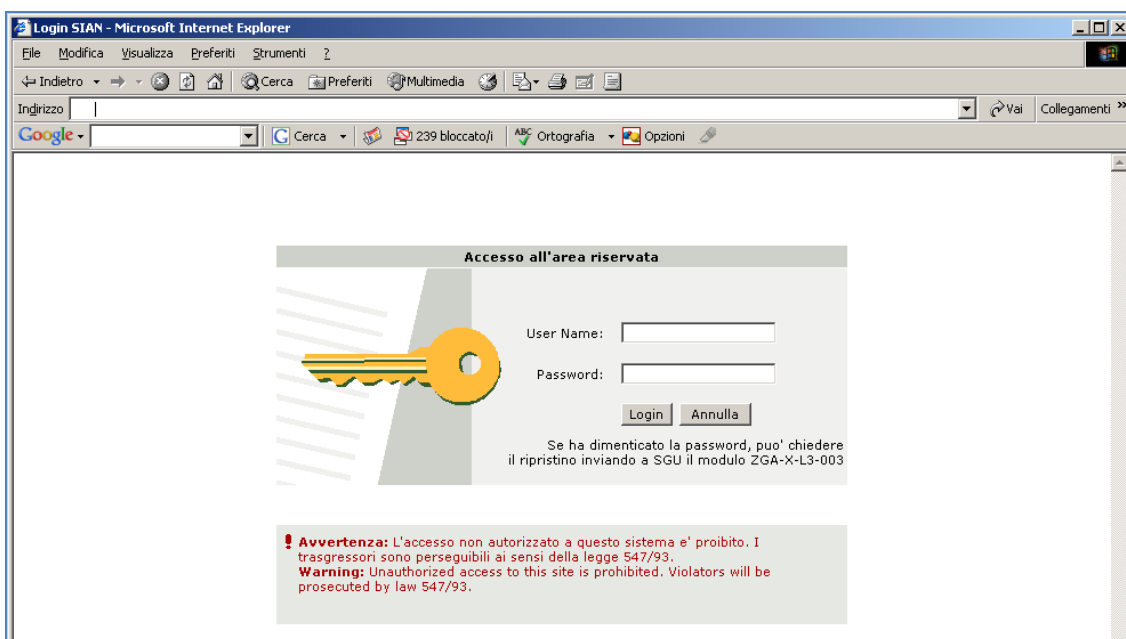 Login SIAN - Microsoft Internet Explorer
File Modifica Visualizza Preferiti Strumenti ?
Indietro Cerca Preferiti Multimedia
Indirizzo Vai Collegamenti »
Google Cerca 239 bloccato/i ABC Ortografia Opzioni
Accesso all'area riservata
User Name:
Password:
Login Annulla
Se ha dimenticato la password, puo' chiedere
il ripristino inviando a SGU il modulo ZGA-X-L3-003
Avvertenza: L'accesso non autorizzato a questo sistema e' proibito. I
trasgressori sono perseguibili ai sensi della legge 547/93.
Warning: Unauthorized access to this site is prohibited. Violators will be
prosecuted by law 547/93.